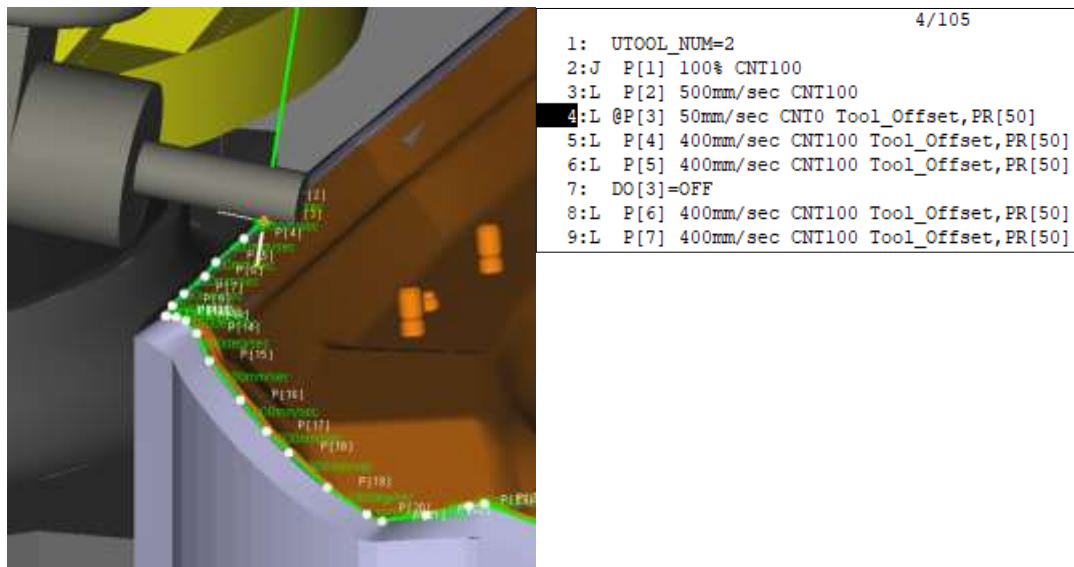 4/105
1: UTOOL_NUM=2
2:J P[1] 100% CNT100
3:L P[2] 500mm/sec CNT100
4:L @P[3] 50mm/sec CNT0 Tool_Offset,PR[50]
5:L P[4] 400mm/sec CNT100 Tool_Offset,PR[50]
6:L P[5] 400mm/sec CNT100 Tool_Offset,PR[50]
7: DO[3]=OFF
8:L P[6] 400mm/sec CNT100 Tool_Offset,PR[50]
9:L P[7] 400mm/sec CNT100 Tool_Offset,PR[50]
[2]
[3]
P[4]
P[5]
P[6]
P[7]
P[14]
P[15]
P[16]
P[17]
P[18]
P[19]
P[20]